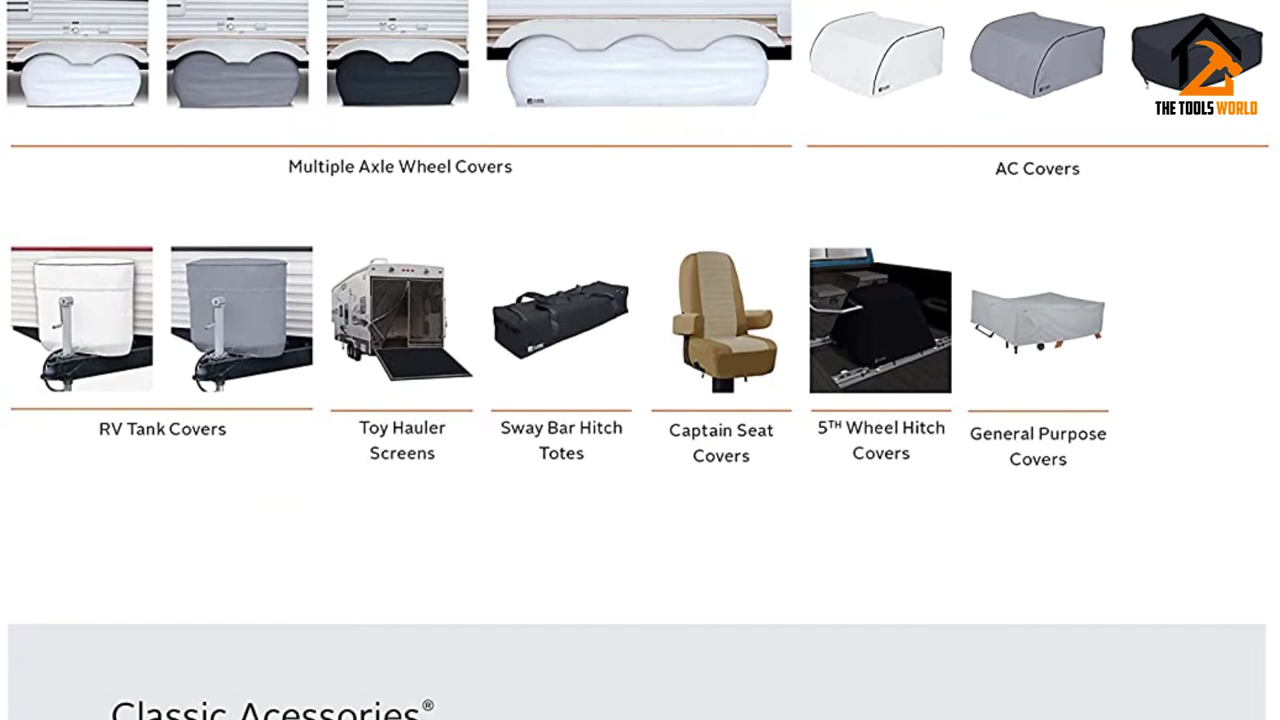 THE TOOLS WORLD
Multiple Axle Wheel Covers
AC Covers
RV Tank Covers
Toy Hauler
Screens
Sway Bar Hitch
Totes
Captain Seat
Covers
5TH Wheel Hitch
Covers
General Purpose
Covers
Classic Acessories®